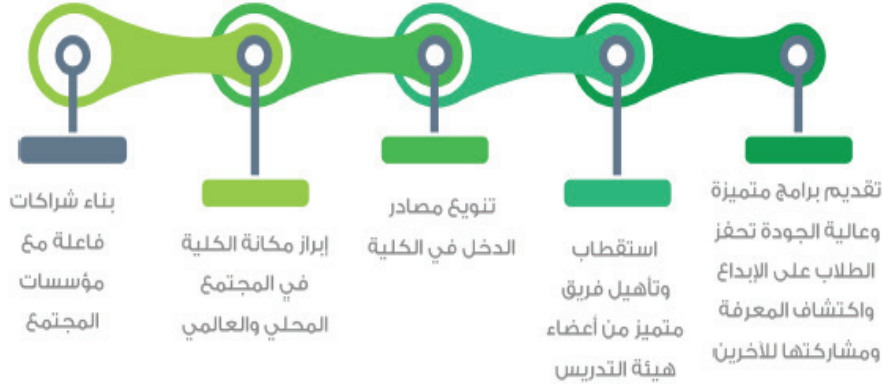 تقديم برامج متميزة
وعالية الجودة تحفز
الطلاب على الإبداع
واكتشاف المعرفة
ومشاركتها للآخرين
استقطاب
وتأهيل فريق
متميز من أعضاء
هيئة التدريس
تنويع مصادر
الدخل في الكلية
إبراز مكانة الكلية
في المجتمع
المحلي والعالمي
بناء شراكات
فاعلة مع
مؤسسات
المجتمع